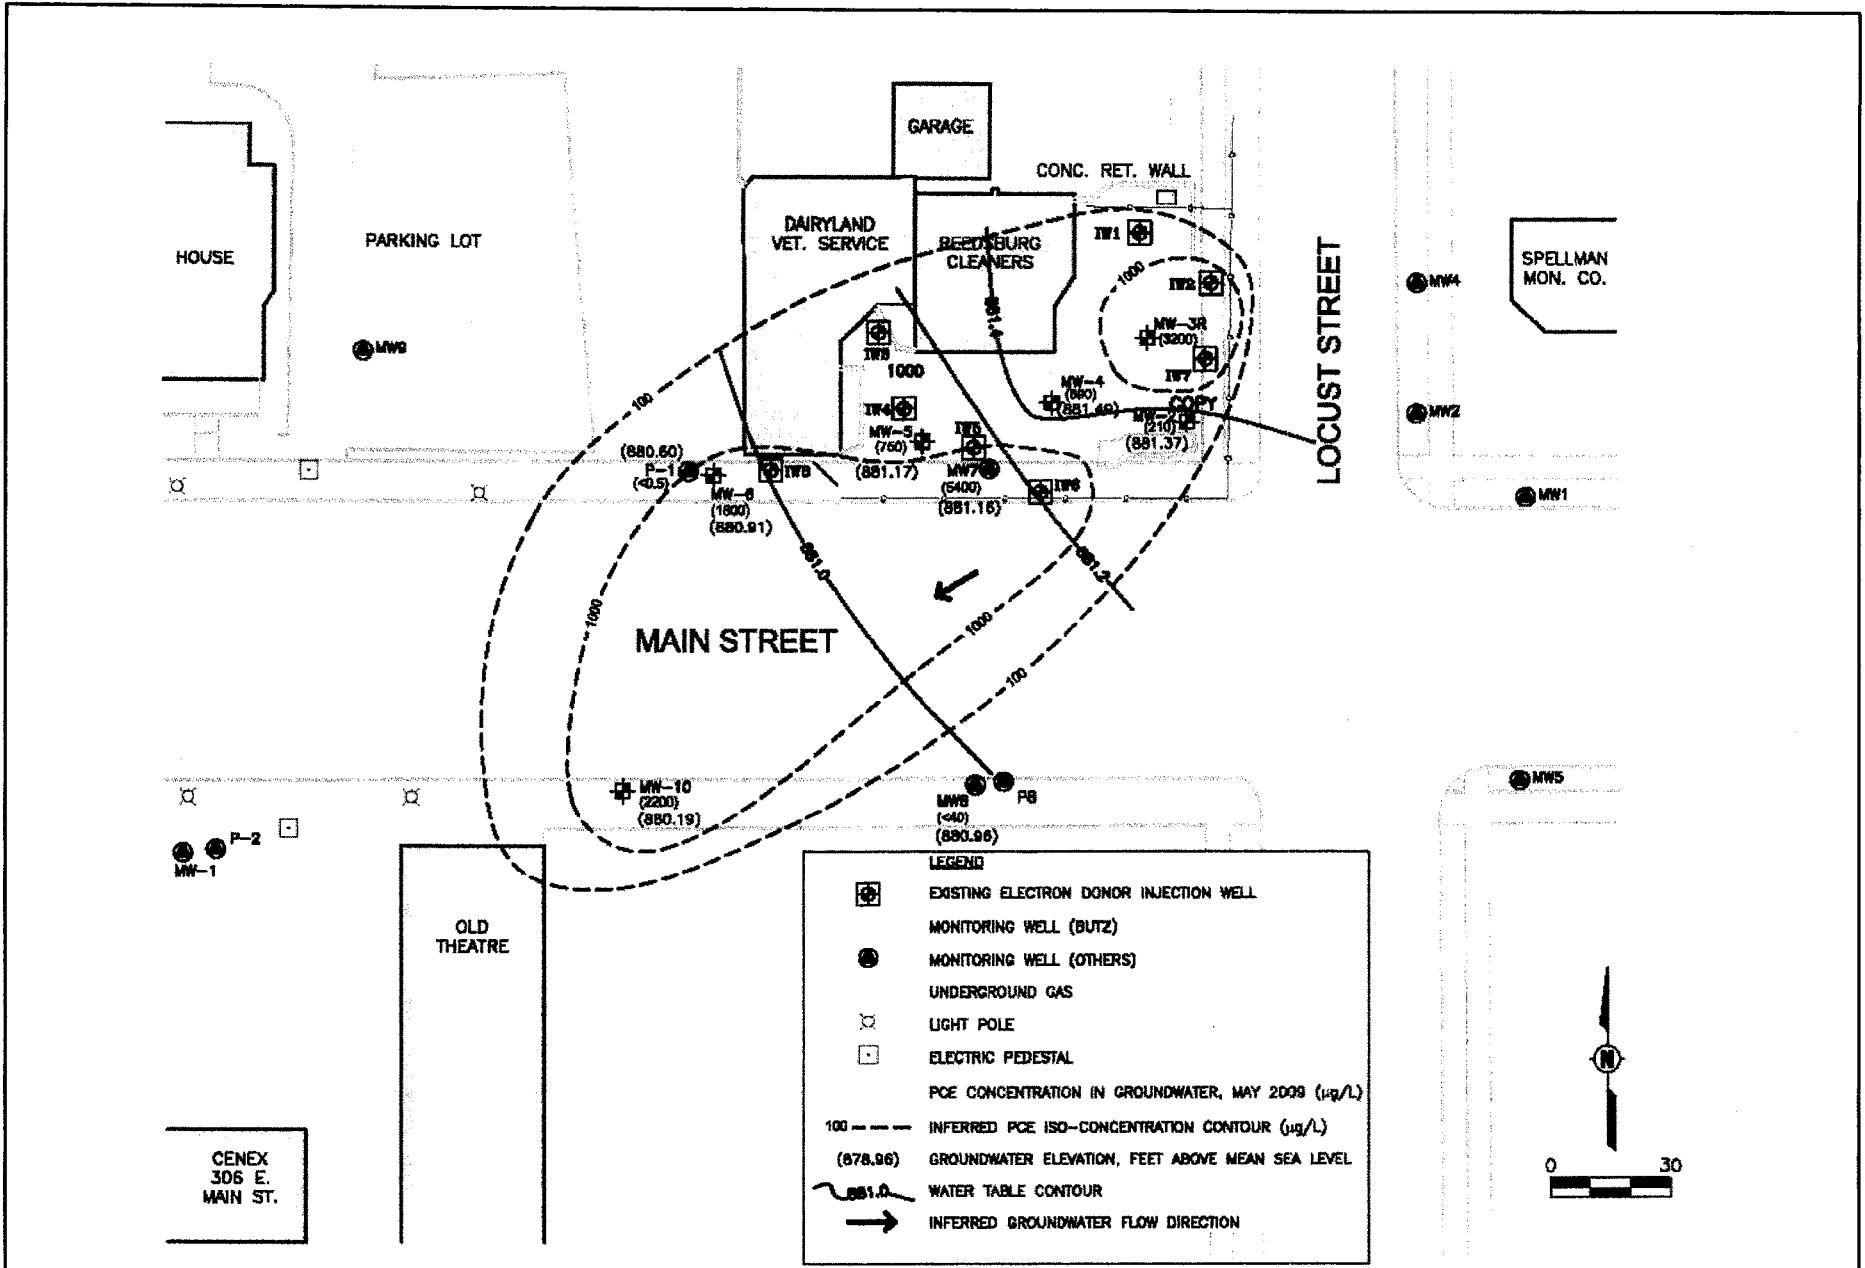 GARAGE
CONC. RET. WALL
DAIRYLAND
VET. SERVICE
REEDSBURG
CLEANERS
HOUSE
PARKING LOT
IW1
IW2
1000
MW-3R
(3200)
IW7
881.4
LOCUST STREET
MW4
SPELLMAN
MON. CO.
MW9
IW3
1000
100
IW4
MW-4
(881.49)
COPY
MW-2
(210)
(881.37)
MW2
MW-5
(750)
(881.17)
IW5
MW7
(5400)
(881.16)
IW6
(880.60)
P-1
(<0.5)
MW-6
(1800)
(880.91)
IW8
MW1
881.0
881.2
1000
1000
MAIN STREET
100
MW-10
(2200)
(880.19)
P8
(<40)
(880.96)
MW5
P-2
MW-1
OLD
THEATRE
CENEX
306 E.
MAIN ST.
LEGEND
EXISTING ELECTRON DONOR INJECTION WELL
MONITORING WELL (BUTZ)
MONITORING WELL (OTHERS)
UNDERGROUND GAS
LIGHT POLE
ELECTRIC PEDESTAL
PCE CONCENTRATION IN GROUNDWATER, MAY 2009 (µg/L)
100 INFERRED PCE ISO-CONCENTRATION CONTOUR (µg/L)
(878.96) GROUNDWATER ELEVATION, FEET ABOVE MEAN SEA LEVEL
881.0 WATER TABLE CONTOUR
INFERRED GROUNDWATER FLOW DIRECTION
N
0 30